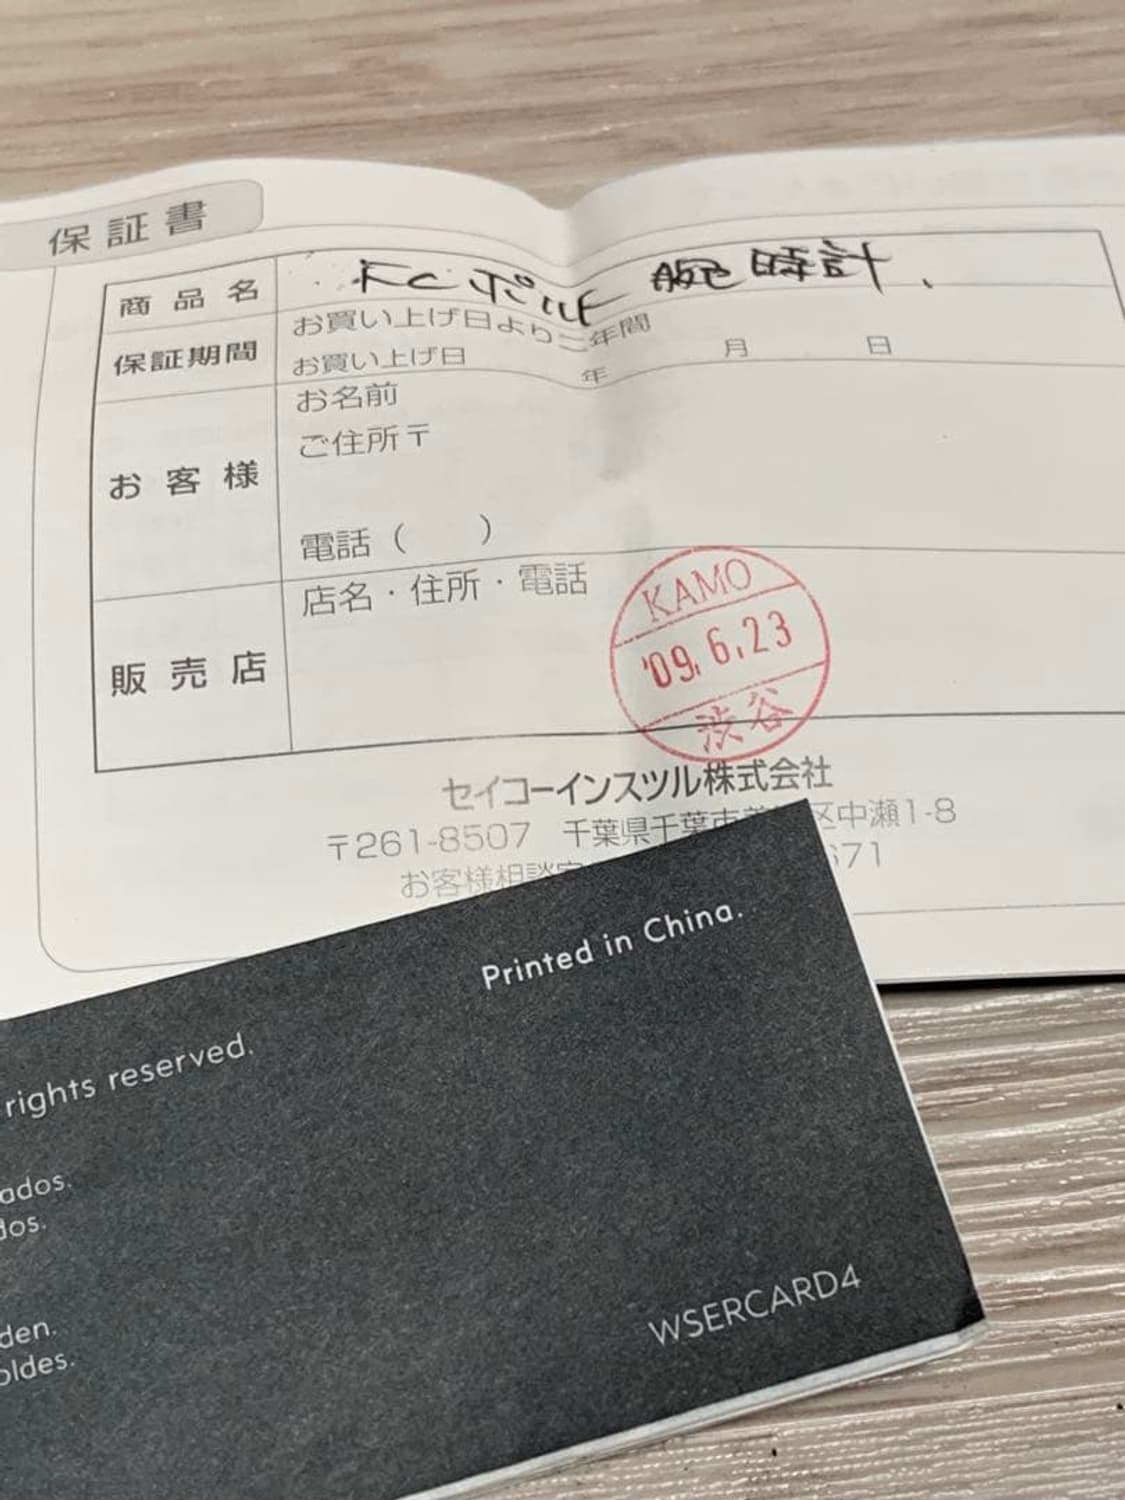 保証書
商品名 FCポルト 腕時計
保証期間 お買い上げ日より二年間
お買い上げ日 年 月 日
お客様 お名前
ご住所〒
電話( )
販売店 店名・住所・電話
KAMO
'09.6.23
渋谷
セイコーインスツル株式会社
〒261-8507 千葉県千葉市美 区中瀬1-8
お客様相談室 671
Printed in China.
rights reserved.
ados.
dos.
den.
oldes.
WSERCARD4